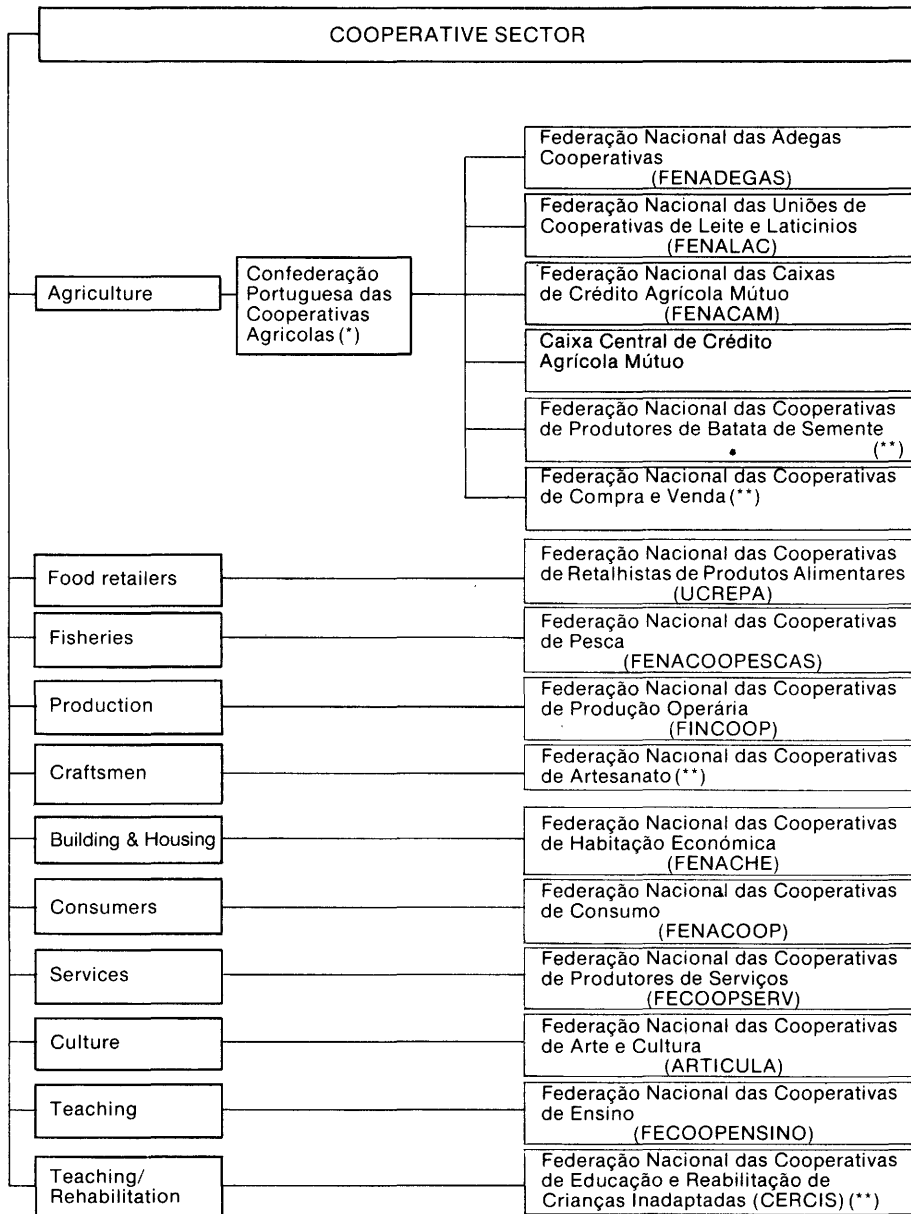 COOPERATIVE SECTOR
Agriculture
Confederação
Portuguesa das
Cooperativas
Agricolas (*)
Federação Nacional das Adegas
Cooperativas
(FENADEGAS)
Federação Nacional das Uniões de
Cooperativas de Leite e Laticinios
(FENALAC)
Federação Nacional das Caixas
de Crédito Agrícola Mútuo
(FENACAM)
Caixa Central de Crédito
Agrícola Mútuo
Federação Nacional das Cooperativas
de Produtores de Batata de Semente
(**)
Federação Nacional das Cooperativas
de Compra e Venda (**)
Food retailers
Federação Nacional das Cooperativas
de Retalhistas de Produtos Alimentares
(UCREPA)
Fisheries
Federação Nacional das Cooperativas
de Pesca
(FENACOOPESCAS)
Production
Federação Nacional das Cooperativas
de Produção Operária
(FINCOOP)
Craftsmen
Federação Nacional das Cooperativas
de Artesanato (**)
Building & Housing
Federação Nacional das Cooperativas
de Habitação Económica
(FENACHE)
Consumers
Federação Nacional das Cooperativas
de Consumo
(FENACOOP)
Services
Federação Nacional das Cooperativas
de Produtores de Serviços
(FECOOPSERV)
Culture
Federação Nacional das Cooperativas
de Arte e Cultura
(ARTICULA)
Teaching
Federação Nacional das Cooperativas
de Ensino
(FECOOPENSINO)
Teaching/
Rehabilitation
Federação Nacional das Cooperativas
de Educação e Reabilitação de
Crianças Inadaptadas (CERCIS) (**)